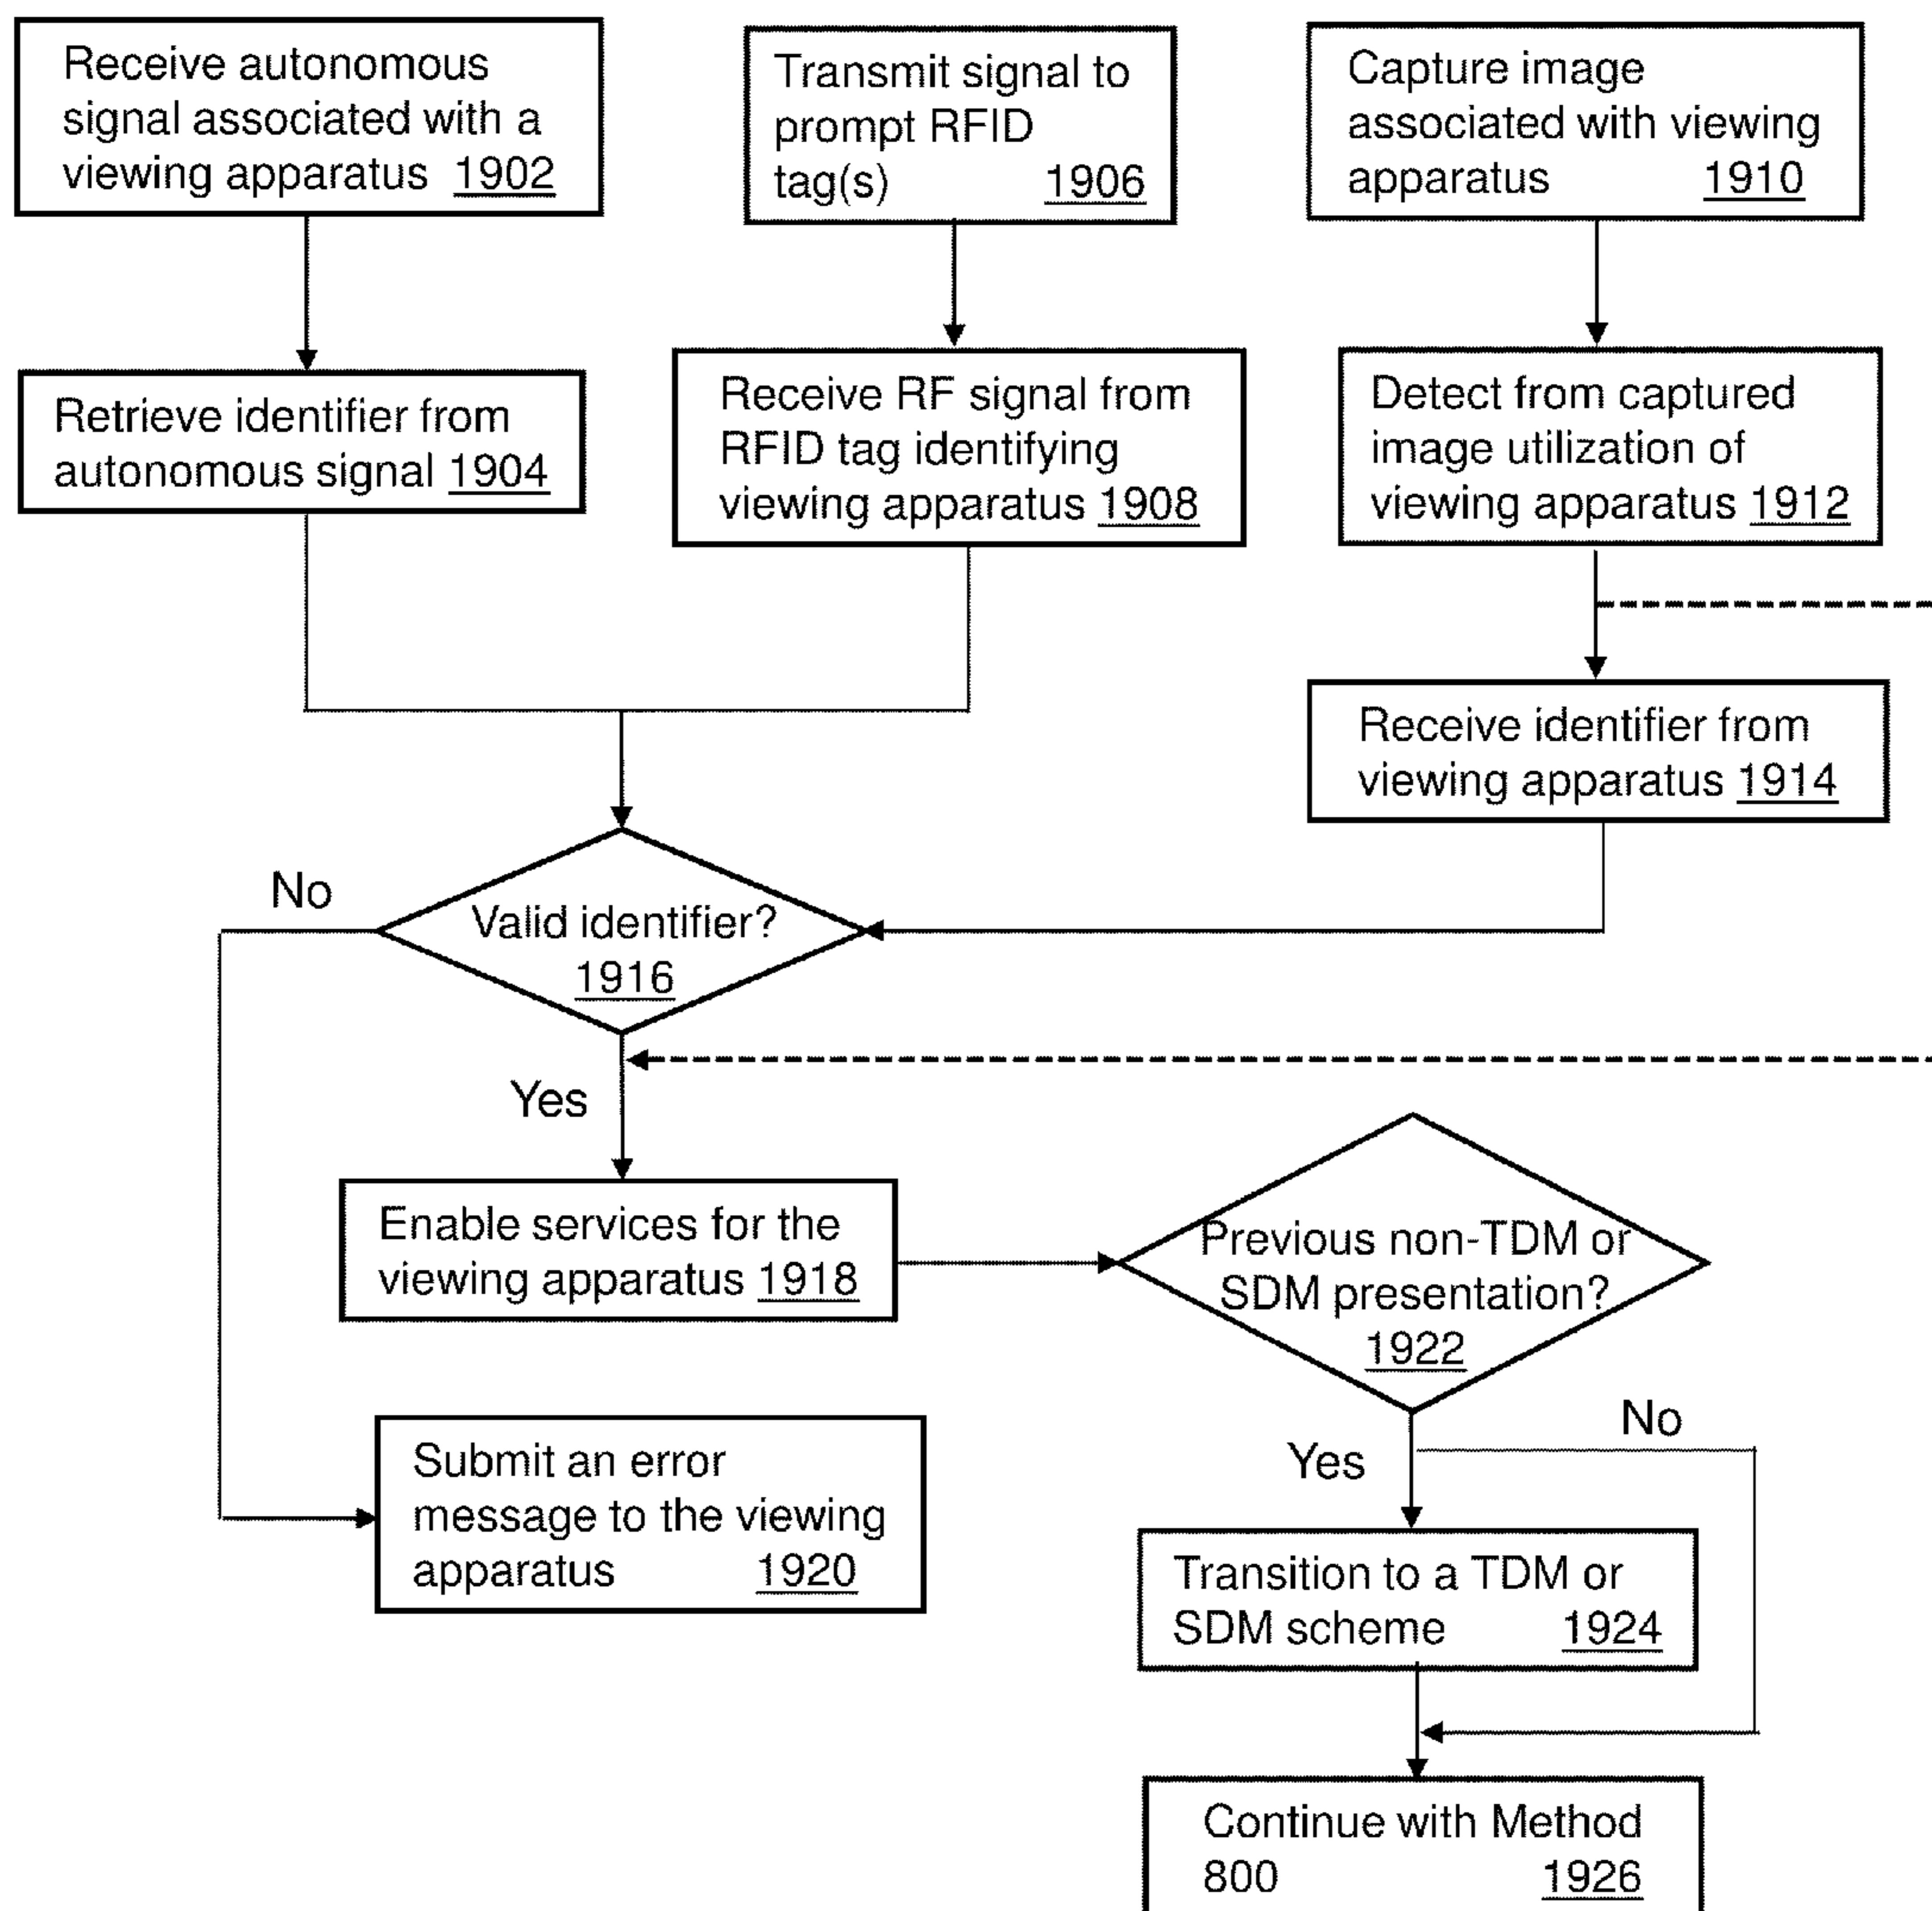 Receive autonomous
signal associated with a
viewing apparatus 1902
Transmit signal to
prompt RFID
tag(s) 1906
Capture image
associated with viewing
apparatus 1910
Retrieve identifier from
autonomous signal 1904
Receive RF signal from
RFID tag identifying
viewing apparatus 1908
Detect from captured
image utilization of
viewing apparatus 1912
Receive identifier from
viewing apparatus 1914
No
Valid identifier?
1916
Yes
Enable services for the
viewing apparatus 1918
Previous non-TDM or
SDM presentation?
1922
Submit an error
message to the viewing
apparatus 1920
Yes
No
Transition to a TDM or
SDM scheme 1924
Continue with Method
800 1926